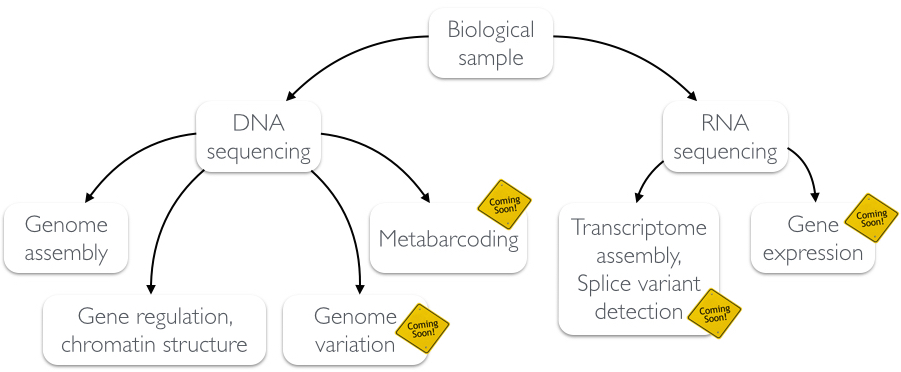 Biological
sample
DNA
sequencing
RNA
sequencing
Genome
assembly
Gene regulation,
chromatin structure
Genome
variation
Coming
Soon!
Metabarcoding
Coming
Soon!
Transcriptome
assembly,
Splice variant
detection
Coming
Soon!
Gene
expression
Coming
Soon!